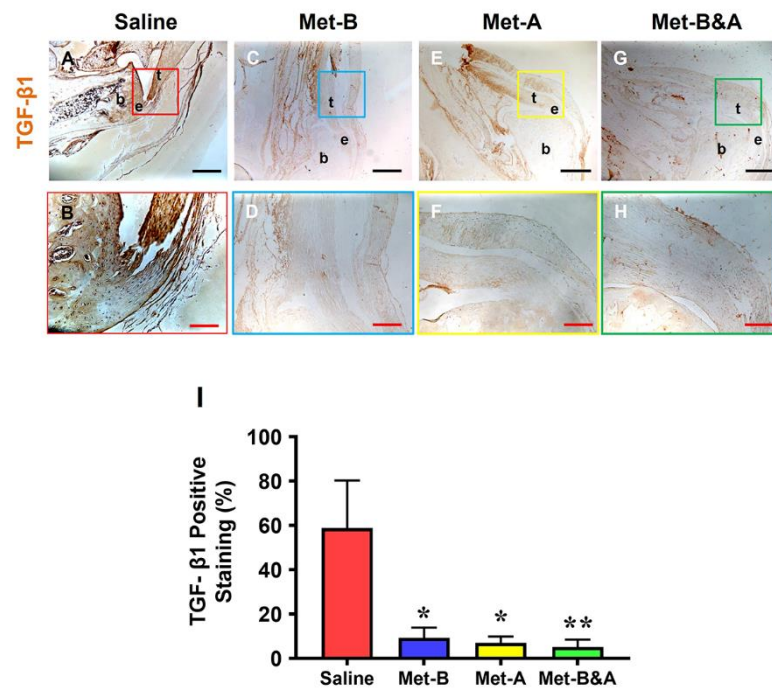 Saline Met-B Met-A Met-B&A
TGF-β1
A
t
b
e
C
t
e
b
E
t
e
b
G
t
e
b
B
D
F
H
I
TGF- β1 Positive
Staining (%)
100
80
60
40
20
0
*
*
**
Saline Met-B Met-A Met-B&A